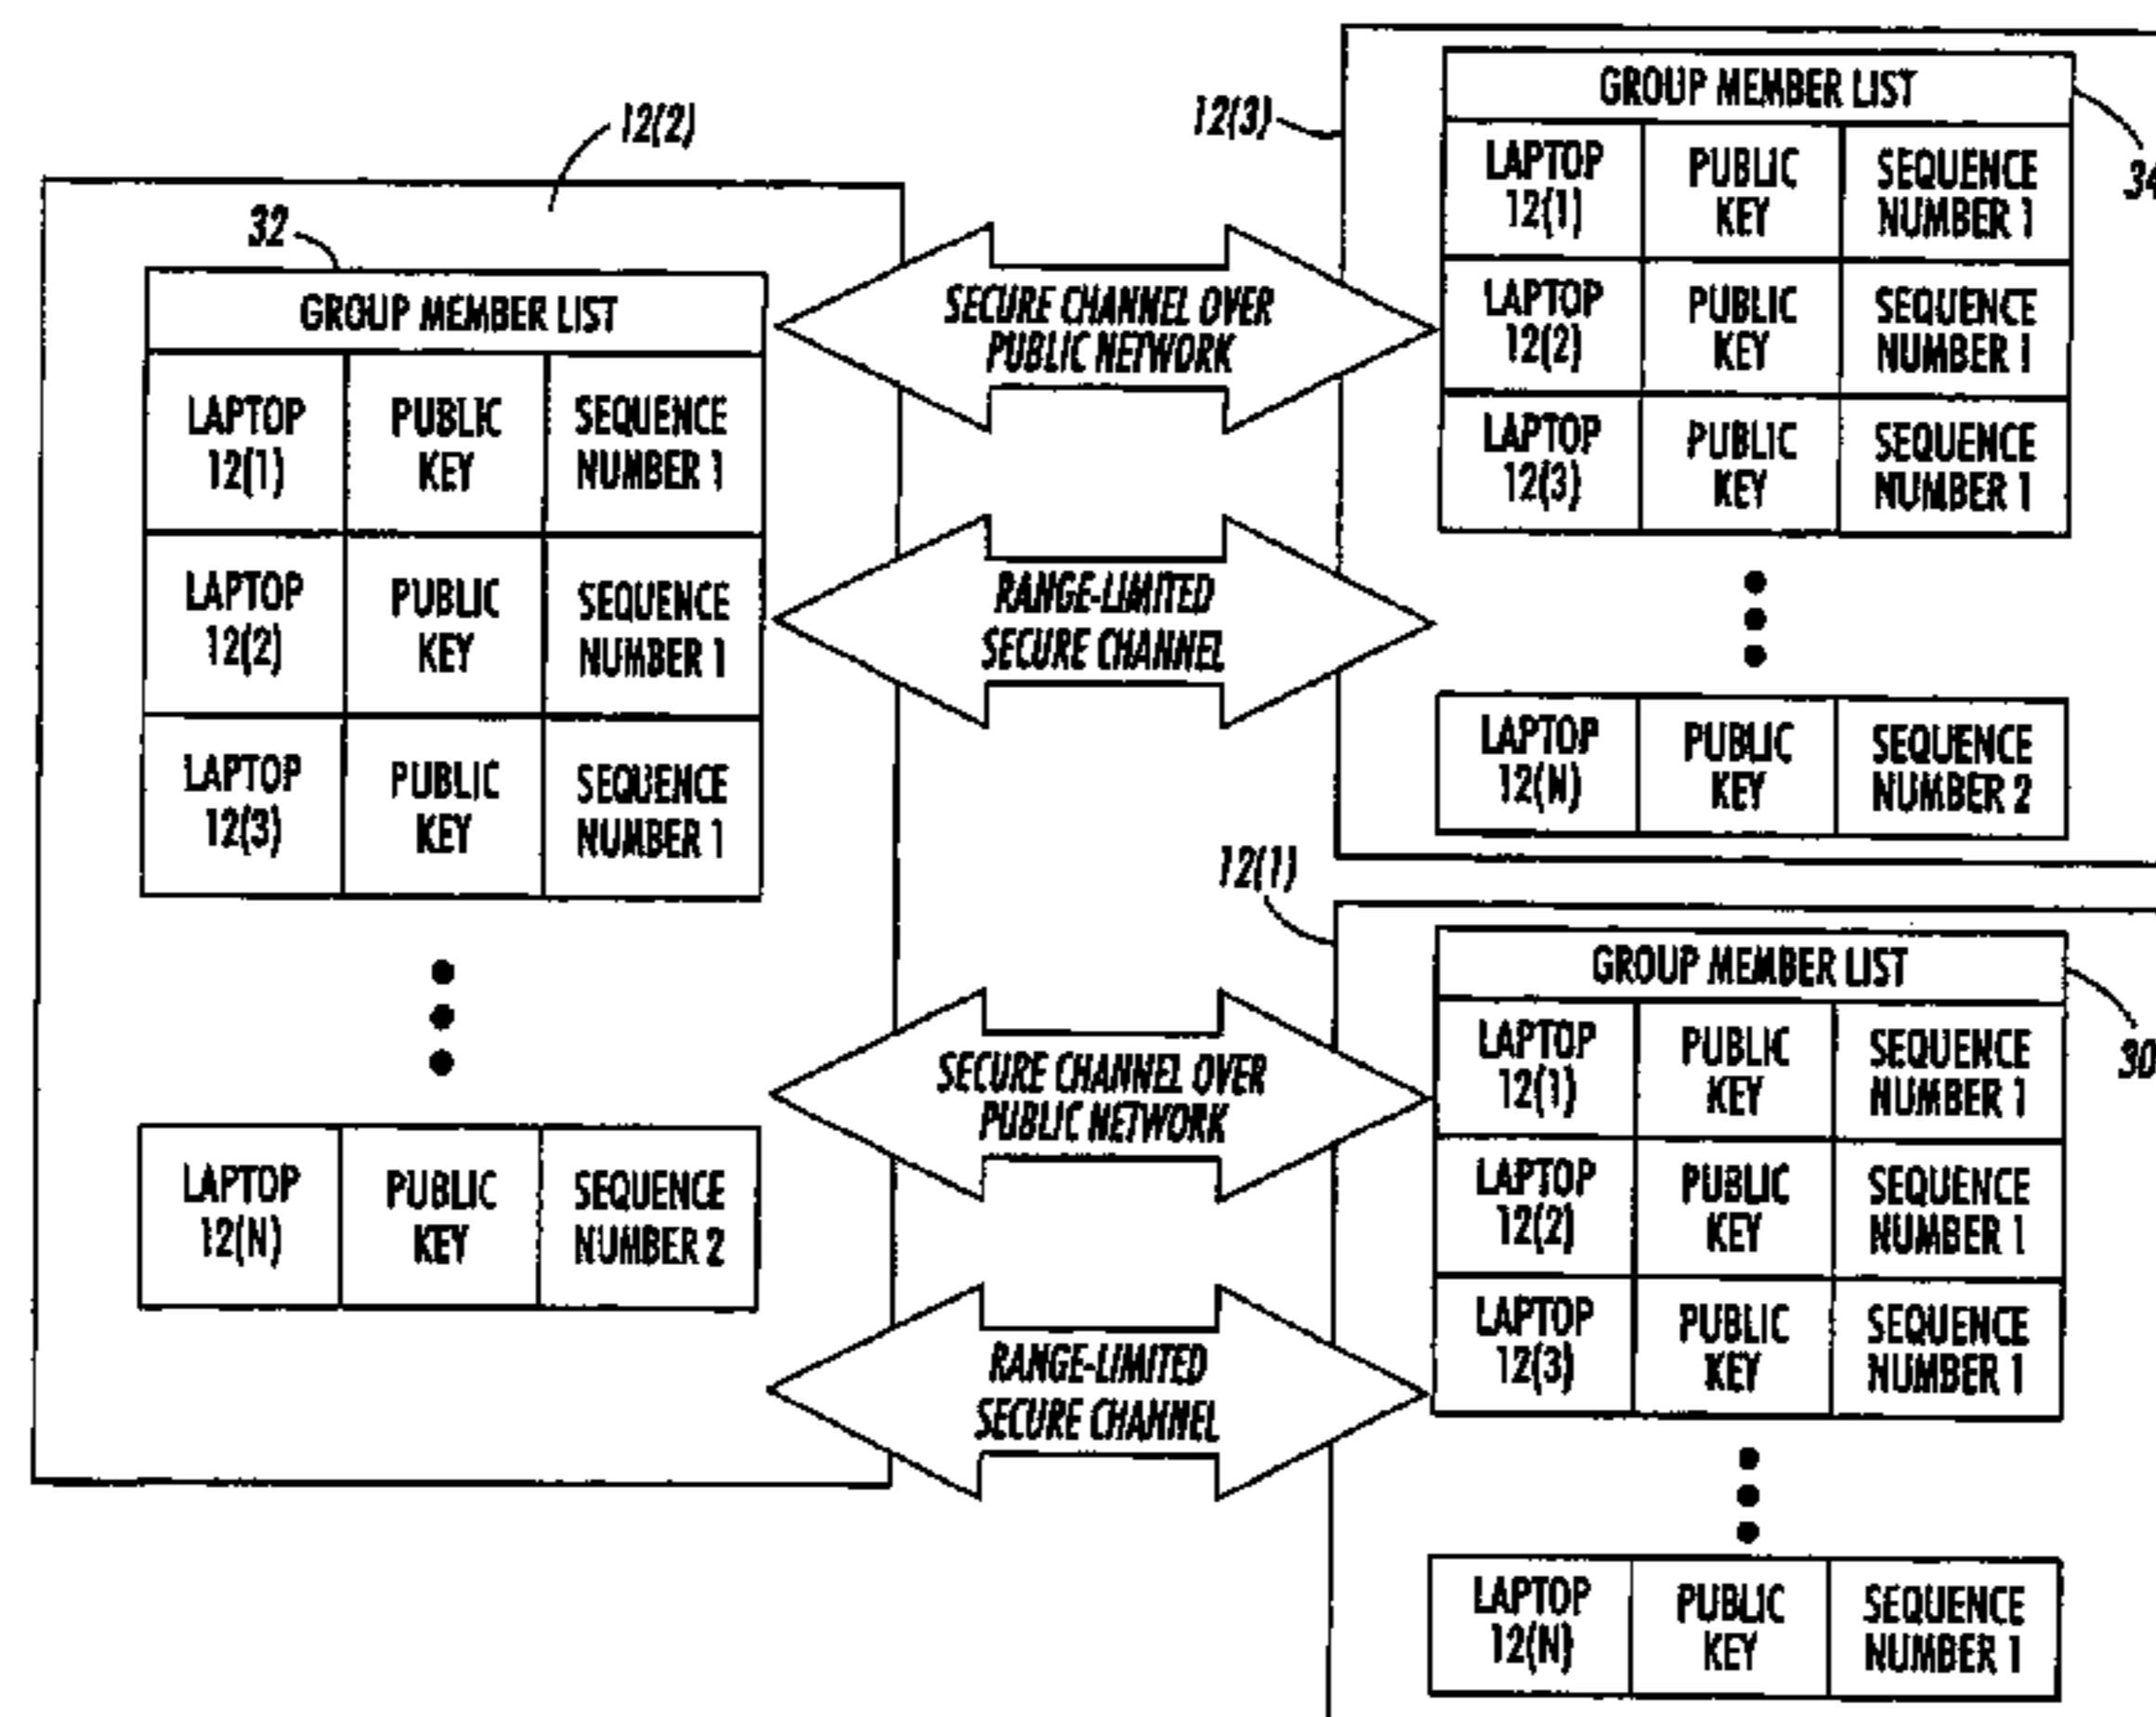 12(2)
32
GROUP MEMBER LIST
LAPTOP 12(1) PUBLIC KEY SEQUENCE NUMBER 1
LAPTOP 12(2) PUBLIC KEY SEQUENCE NUMBER 1
LAPTOP 12(3) PUBLIC KEY SEQUENCE NUMBER 1
LAPTOP 12(N) PUBLIC KEY SEQUENCE NUMBER 2
SECURE CHANNEL OVER
PUBLIC NETWORK
RANGE-LIMITED
SECURE CHANNEL
SECURE CHANNEL OVER
PUBLIC NETWORK
RANGE-LIMITED
SECURE CHANNEL
12(3)
34
GROUP MEMBER LIST
LAPTOP 12(1) PUBLIC KEY SEQUENCE NUMBER 1
LAPTOP 12(2) PUBLIC KEY SEQUENCE NUMBER 1
LAPTOP 12(3) PUBLIC KEY SEQUENCE NUMBER 1
LAPTOP 12(N) PUBLIC KEY SEQUENCE NUMBER 2
12(1)
30
GROUP MEMBER LIST
LAPTOP 12(1) PUBLIC KEY SEQUENCE NUMBER 1
LAPTOP 12(2) PUBLIC KEY SEQUENCE NUMBER 1
LAPTOP 12(3) PUBLIC KEY SEQUENCE NUMBER 1
LAPTOP 12(N) PUBLIC KEY SEQUENCE NUMBER 1